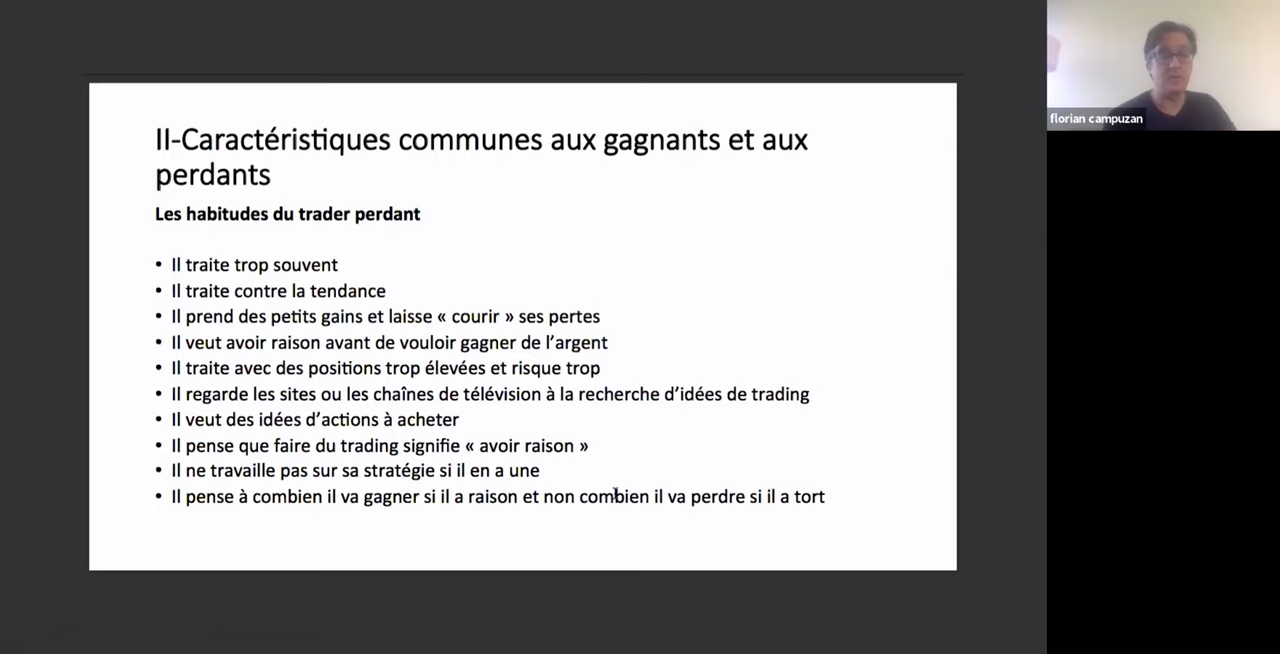 II-Caractéristiques communes aux gagnants et aux
perdants
Les habitudes du trader perdant
• Il traite trop souvent
• Il traite contre la tendance
• Il prend des petits gains et laisse « courir » ses pertes
• Il veut avoir raison avant de vouloir gagner de l’argent
• Il traite avec des positions trop élevées et risque trop
• Il regarde les sites ou les chaînes de télévision à la recherche d’idées de trading
• Il veut des idées d’actions à acheter
• Il pense que faire du trading signifie « avoir raison »
• Il ne travaille pas sur sa stratégie si il en a une
• Il pense à combien il va gagner si il a raison et non combien il va perdre si il a tort
florian campuzan